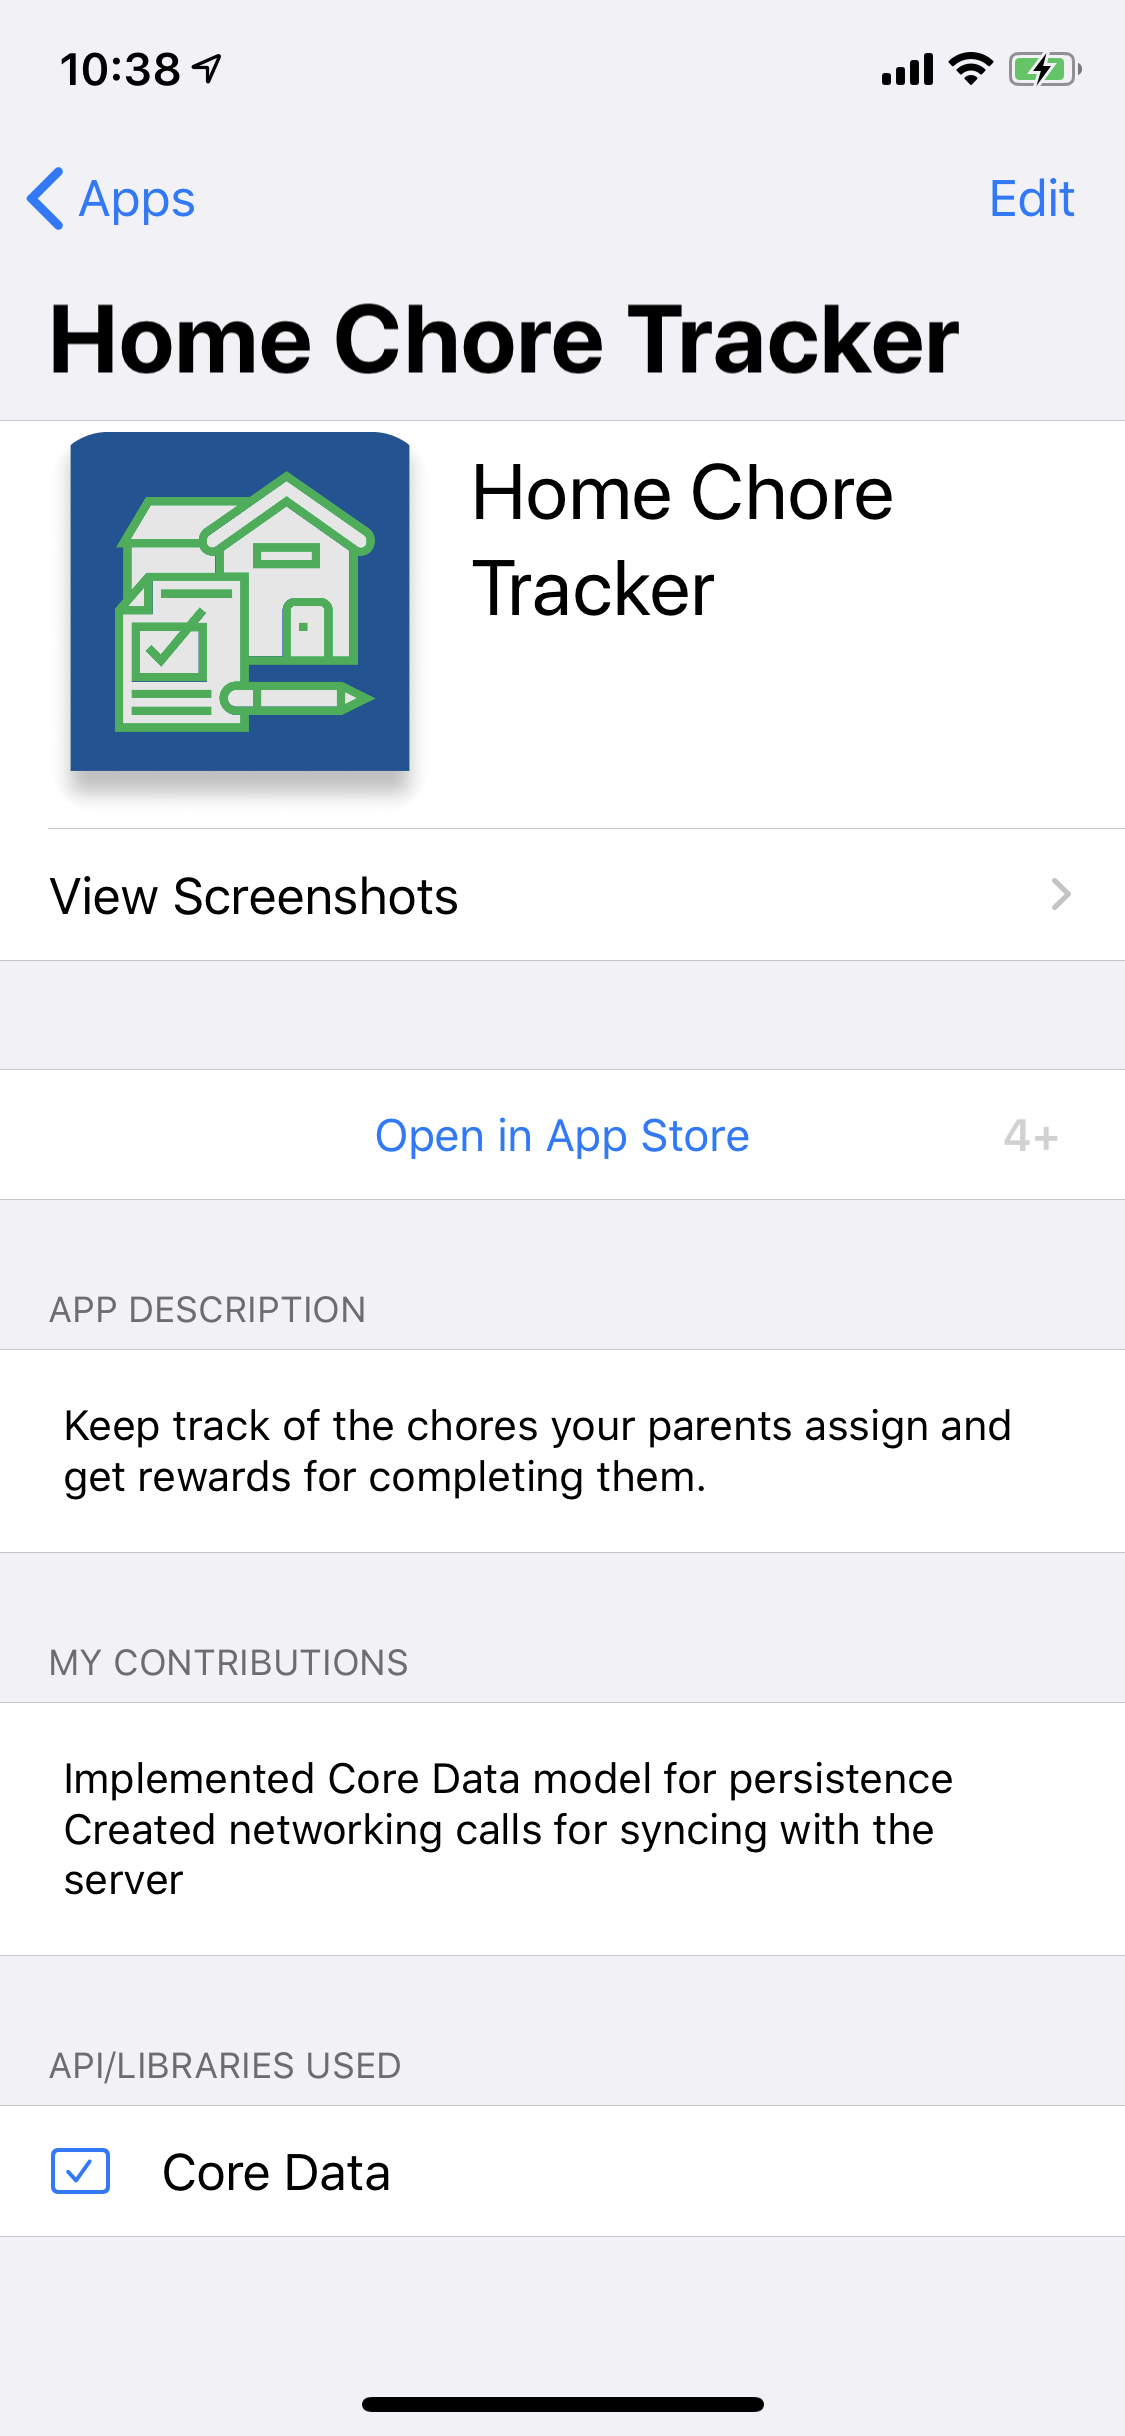 10:38
Apps
Edit
Home Chore Tracker
Home Chore
Tracker
View Screenshots
Open in App Store
4+
APP DESCRIPTION
Keep track of the chores your parents assign and
get rewards for completing them.
MY CONTRIBUTIONS
Implemented Core Data model for persistence
Created networking calls for syncing with the
server
API/LIBRARIES USED
Core Data